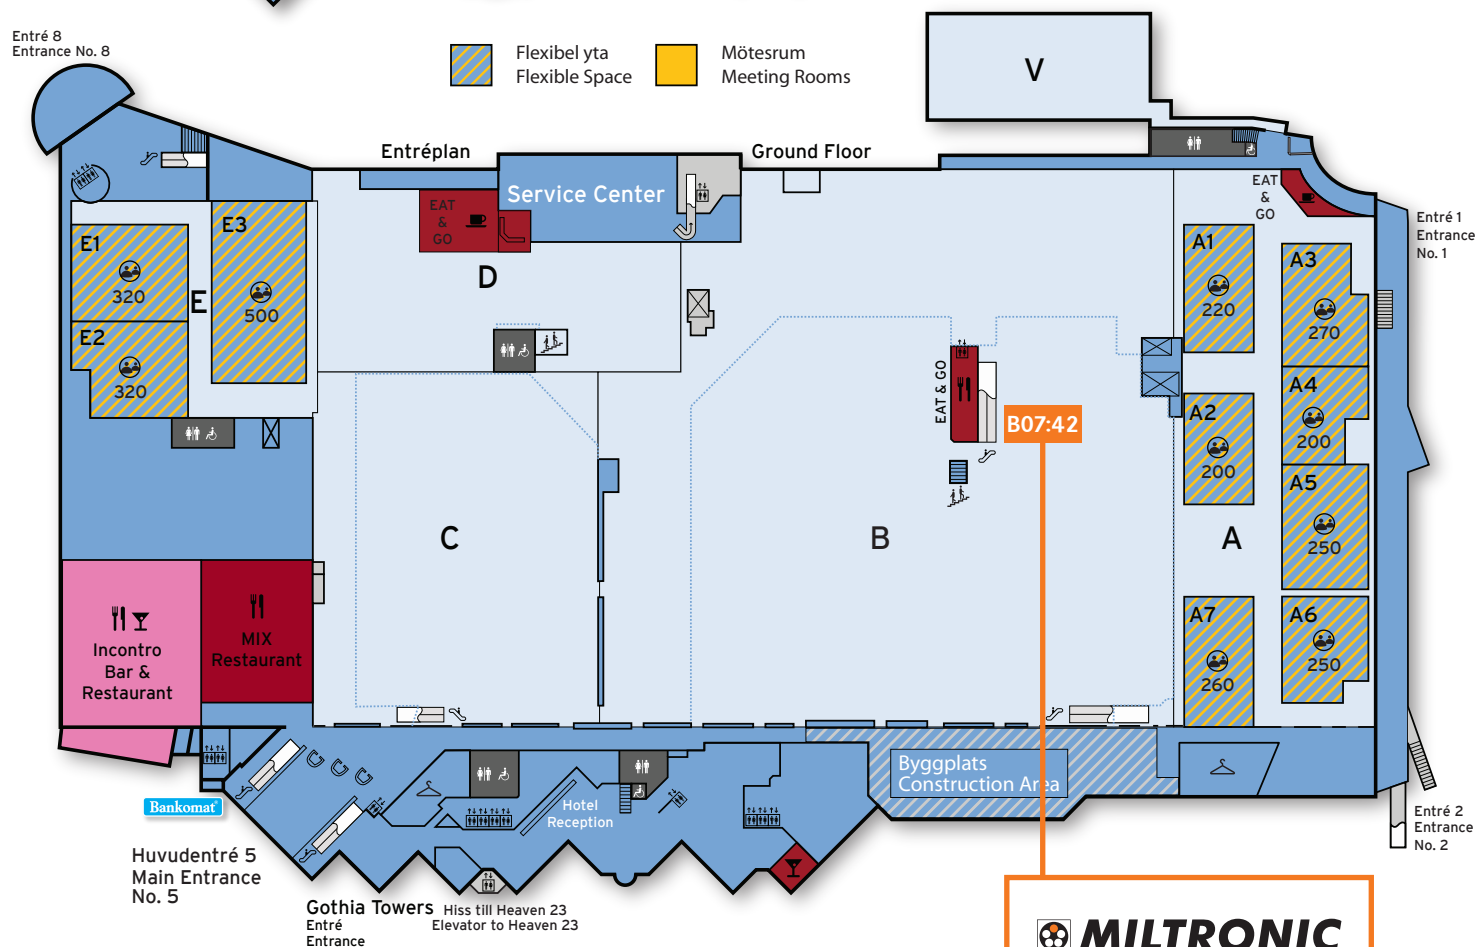 Entré 8
Entrance No. 8
Flexibel yta
Flexible Space
Mötesrum
Meeting Rooms
V
Entréplan
Ground Floor
Service Center
EAT
&
GO
EAT
&
GO
Entré 1
Entrance
No. 1
E1
320
E2
320
E
E3
500
D
A1
220
A3
270
A4
200
A2
200
A5
250
A
A7
260
A6
250
EAT & GO
B07:42
C
B
Incontro
Bar &
Restaurant
MIX
Restaurant
Bankomat
Byggplats
Construction Area
Hotel
Reception
Huvudentré 5
Main Entrance
No. 5
Gothia Towers
Entré
Entrance
Hiss till Heaven 23
Elevator to Heaven 23
Entré 2
Entrance
No. 2
MILTRONIC